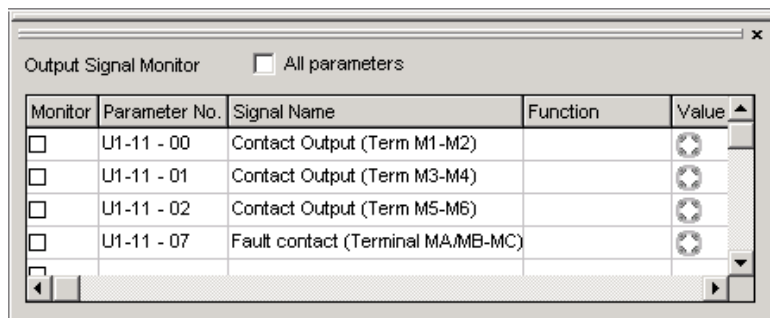 Output Signal Monitor All parameters
Monitor Parameter No. Signal Name Function Value
U1-11 - 00 Contact Output (Term M1-M2)
U1-11 - 01 Contact Output (Term M3-M4)
U1-11 - 02 Contact Output (Term M5-M6)
U1-11 - 07 Fault contact (Terminal MA/MB-MC)